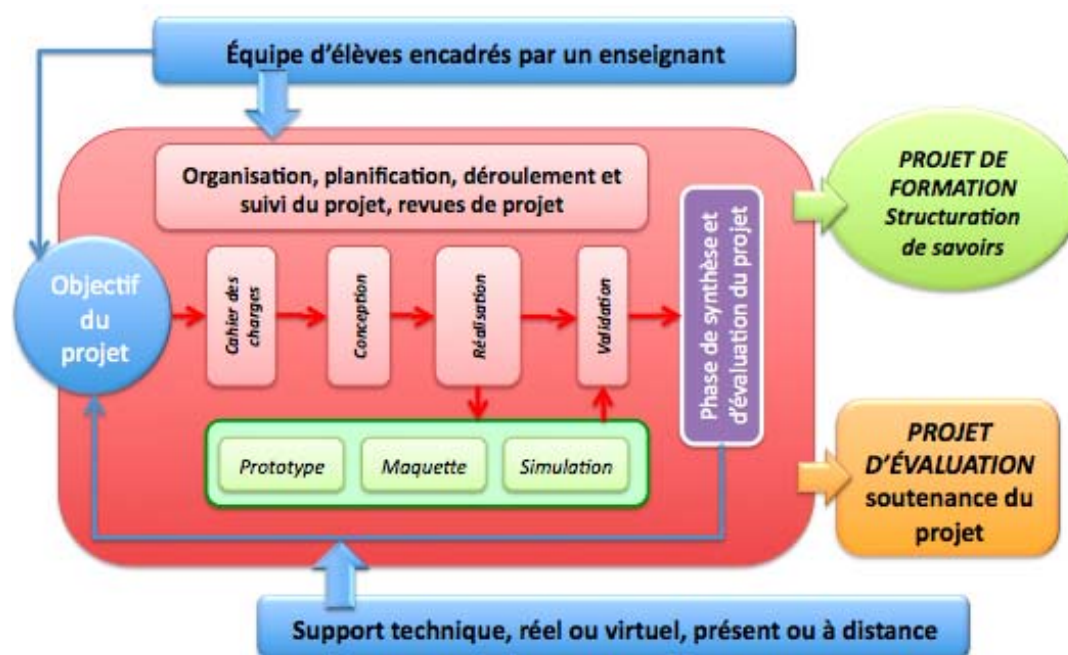 Équipe d'élèves encadrés par un enseignant
Organisation, planification, déroulement et
suivi du projet, revues de projet
Objectif
du
projet
Cahier des
charges
Conception
Réalisation
Validation
Phase de synthèse et
d'évaluation du projet
Prototype
Maquette
Simulation
PROJET DE
FORMATION
Structuration
de savoirs
PROJET
D'ÉVALUATION
soutenance du
projet
Support technique, réel ou virtuel, présent ou à distance